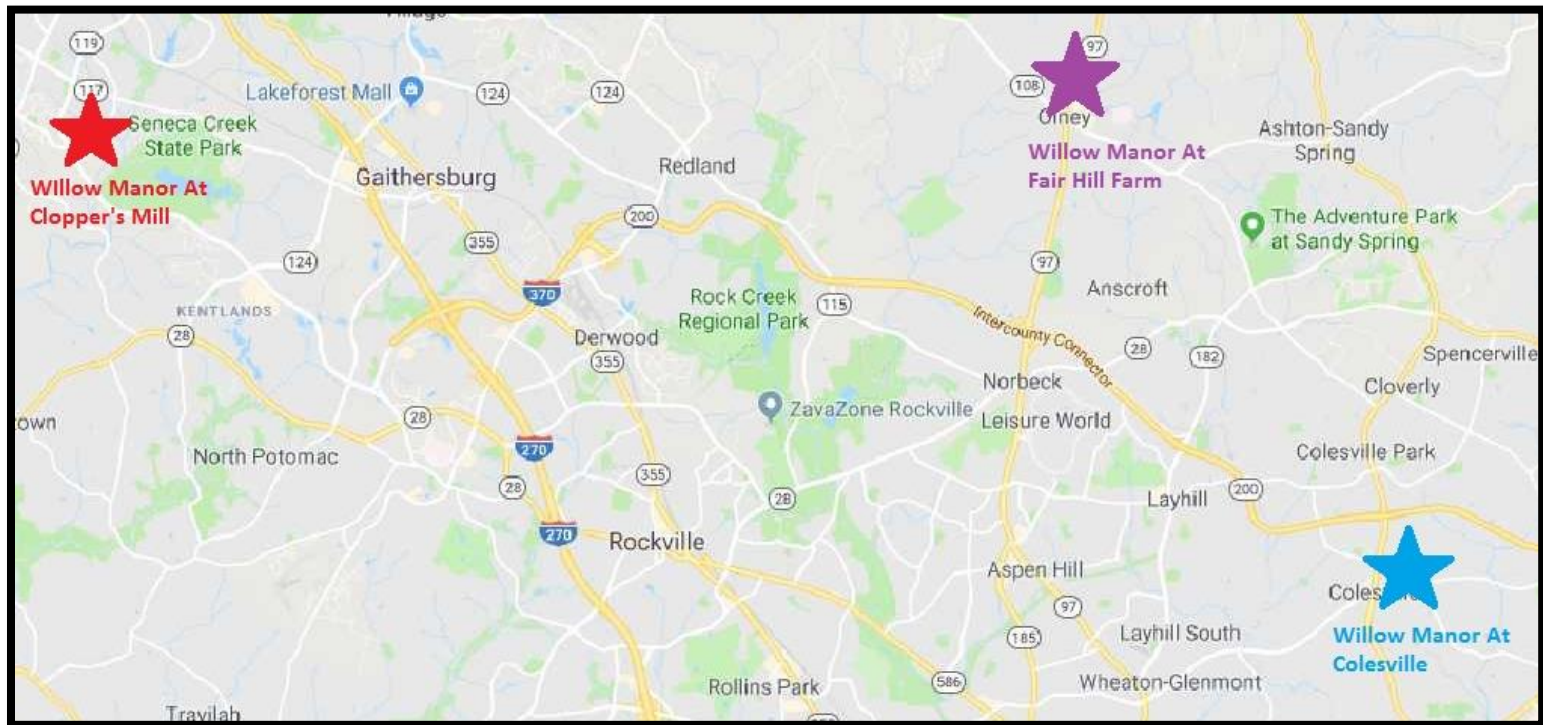 Village
119
97
Lakeforest Mall
117
124
124
108
Olney
Seneca Creek
State Park
Ashton-Sandy
Spring
Willow Manor At
Fair Hill Farm
Redland
Gaithersburg
WIllow Manor At
Clopper's Mill
200
355
The Adventure Park
at Sandy Spring
124
97
370
Anscroft
Rock Creek
Regional Park
115
KENTLANDS
Intercounty Connector
28
Derwood
355
28
182
Spencerville
Norbeck
Cloverly
ZavaZone Rockville
28
Leisure World
own
270
North Potomac
Colesville Park
355
28
28
Layhill
200
270
Rockville
Aspen Hill
Coles
97
185
Layhill South
Willow Manor At
Colesville
586
Wheaton-Glenmont
Rollins Park
Travilah